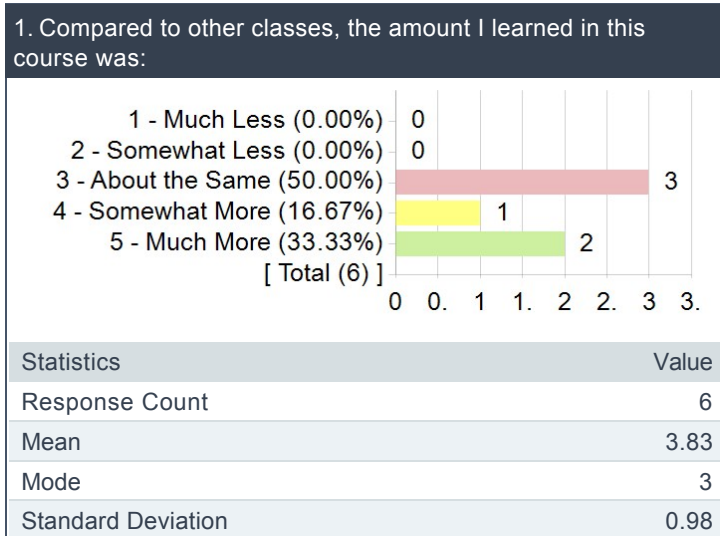 1. Compared to other classes, the amount I learned in this
course was:
1 - Much Less (0.00%) 0
2 - Somewhat Less (0.00%) 0
3 - About the Same (50.00%) 3
4 - Somewhat More (16.67%) 1
5 - Much More (33.33%) 2
[ Total (6) ]
0 0. 1 1. 2 2. 3 3.
Statistics Value
Response Count 6
Mean 3.83
Mode 3
Standard Deviation 0.98